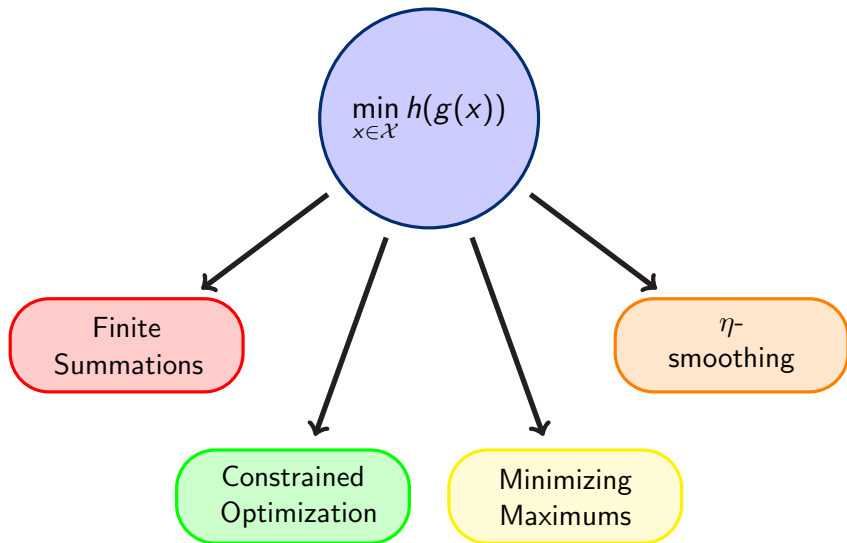 min h(g(x))
x∈𝒳
Finite
Summations
η-
smoothing
Constrained
Optimization
Minimizing
Maximums